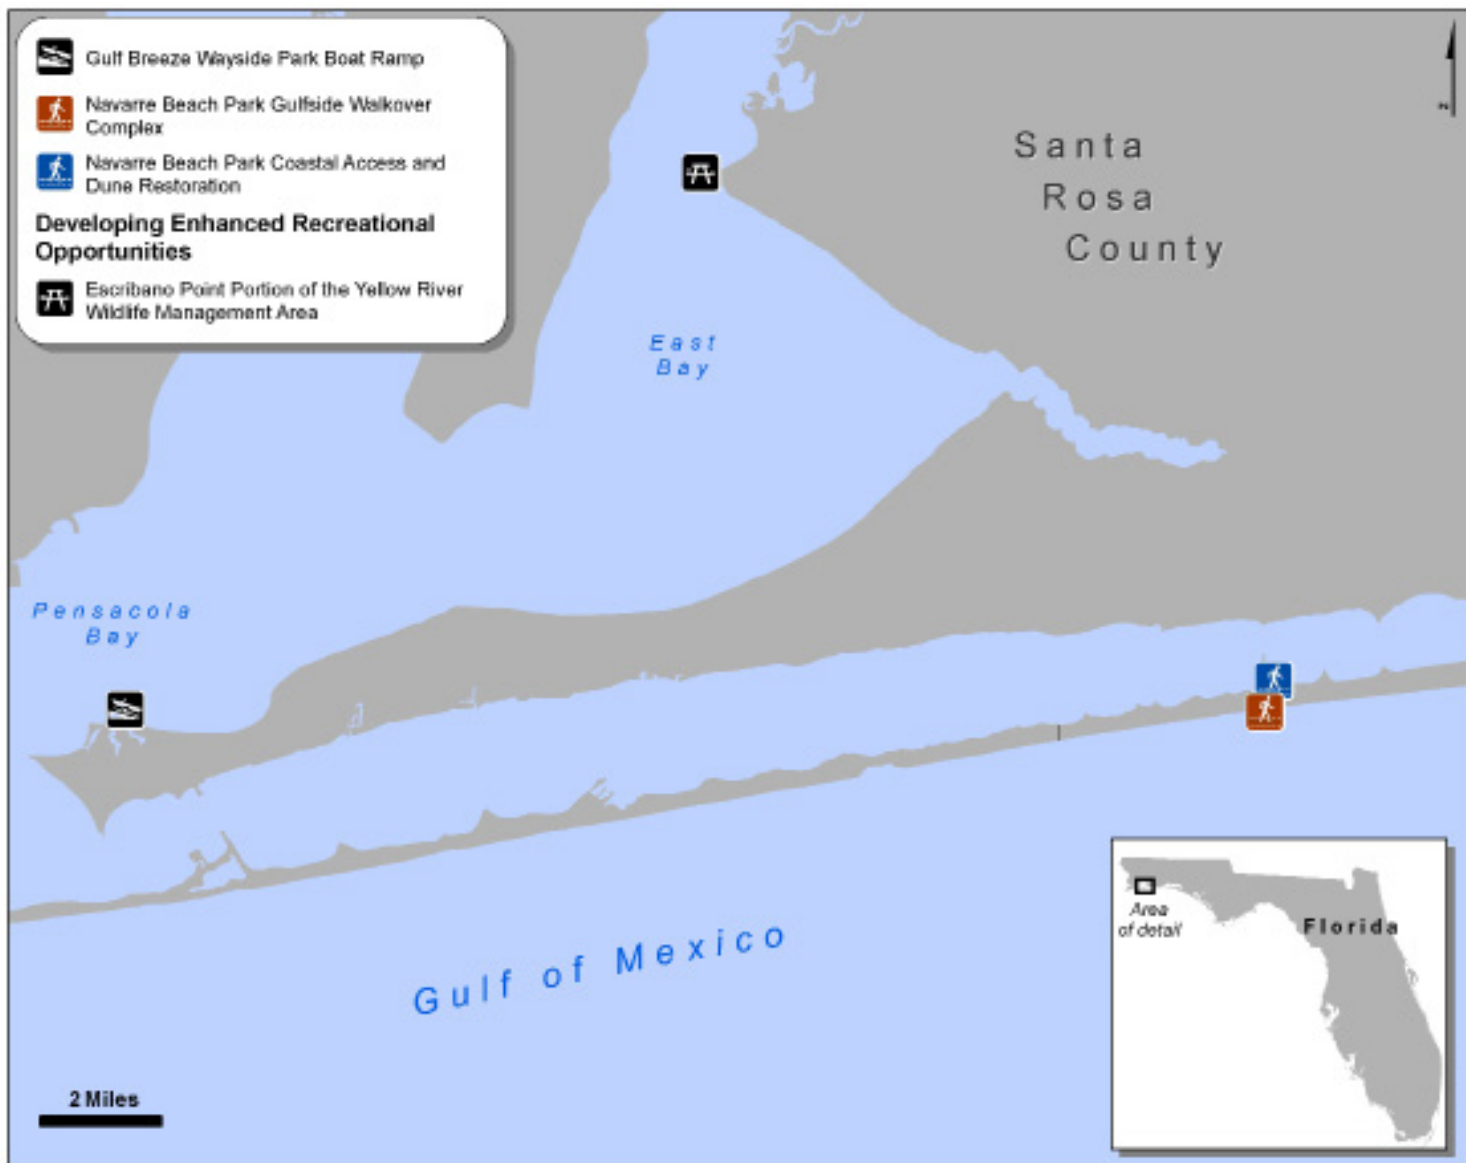 Gulf Breeze Wayside Park Boat Ramp
Navarre Beach Park Gulfside Walkover
Complex
Navarre Beach Park Coastal Access and
Dune Restoration
Developing Enhanced Recreational
Opportunities
Escribano Point Portion of the Yellow River
Wildlife Management Area
N
Santa
Rosa
County
East
Bay
Pensacola
Bay
Gulf of Mexico
2 Miles
Area
of detail
Florida